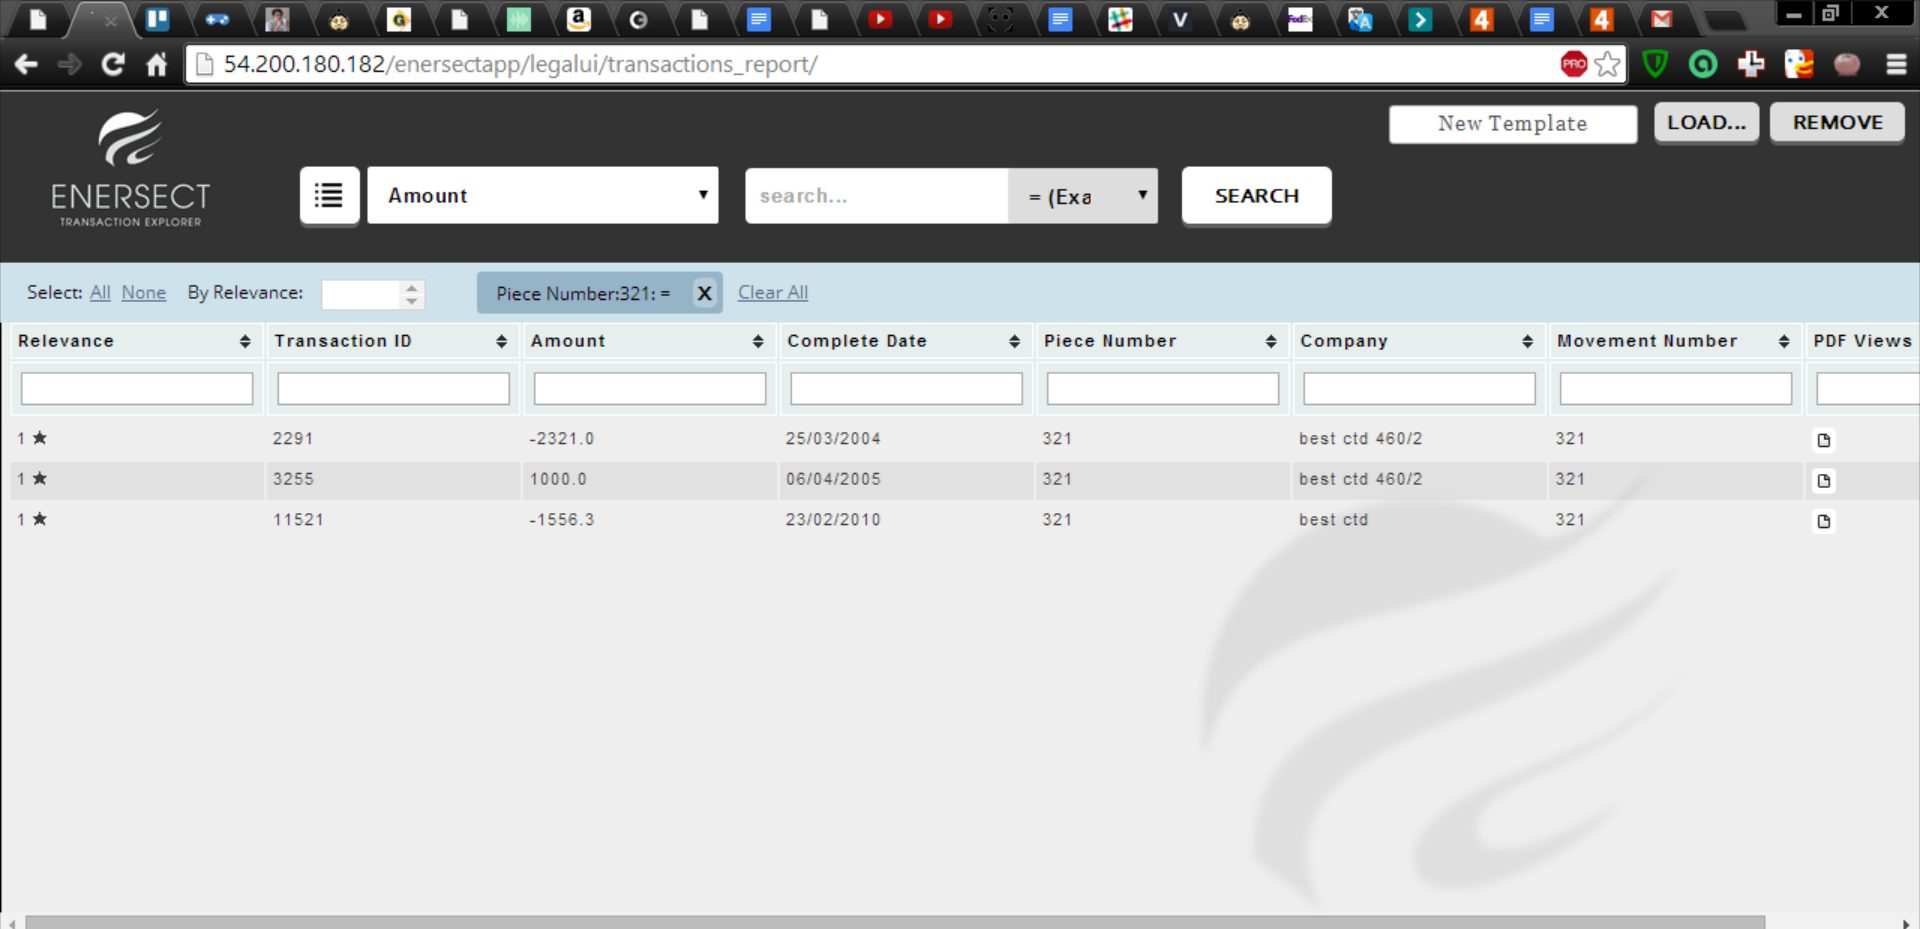 54.200.180.182/enersectapp/legalui/transactions_report/
PRO
New Template
LOAD...
REMOVE
ENERSECT
TRANSACTION EXPLORER
Amount
search...
= (Exa
SEARCH
Select: All None By Relevance:
Piece Number:321: = X
Clear All
Relevance Transaction ID Amount Complete Date Piece Number Company Movement Number PDF Views
1 2291 -2321.0 25/03/2004 321 best ctd 460/2 321
1 3255 1000.0 06/04/2005 321 best ctd 460/2 321
1 11521 -1556.3 23/02/2010 321 best ctd 321